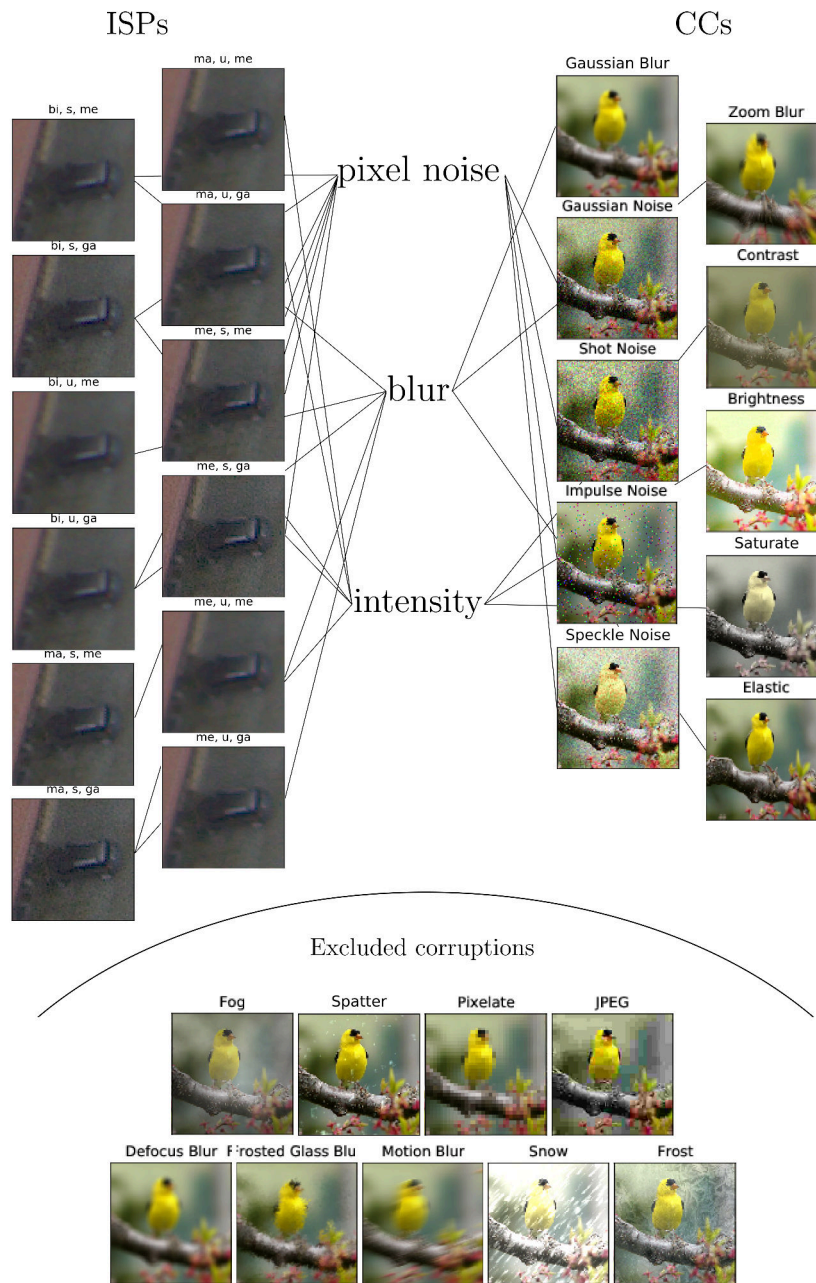 ISPs
CCs
ma, u, me
bi, s, me
ma, u, ga
bi, s, ga
me, s, me
bi, u, me
me, s, ga
bi, u, ga
me, u, me
ma, s, me
me, u, ga
ma, s, ga
pixel noise
blur
intensity
Gaussian Blur
Zoom Blur
Gaussian Noise
Contrast
Shot Noise
Brightness
Impulse Noise
Saturate
Speckle Noise
Elastic
Excluded corruptions
Fog
Spatter
Pixelate
JPEG
Defocus Blur
Frosted Glass Blu
Motion Blur
Snow
Frost